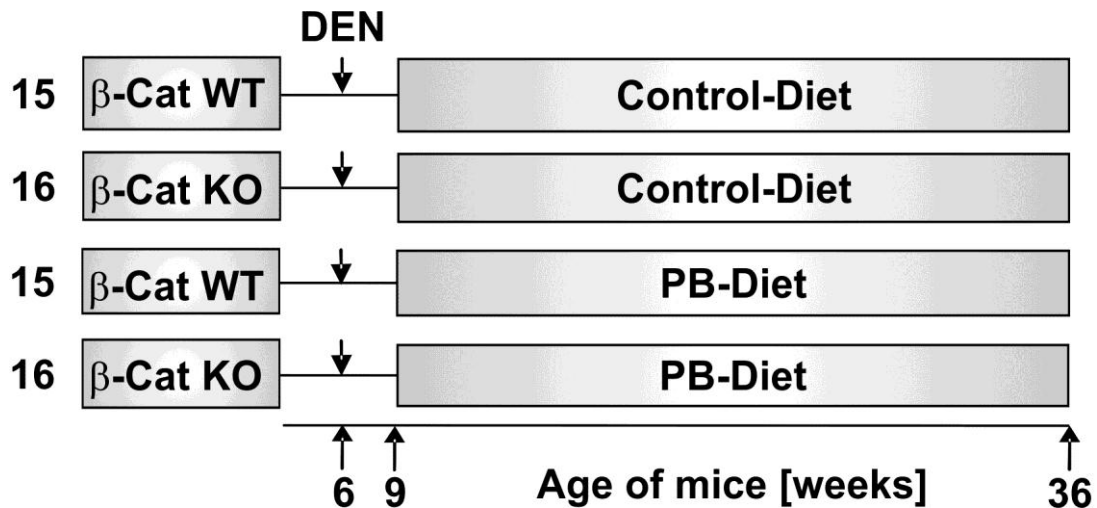 DEN
15 β-Cat WT Control-Diet
16 β-Cat KO Control-Diet
15 β-Cat WT PB-Diet
16 β-Cat KO PB-Diet
6 9 Age of mice [weeks] 36